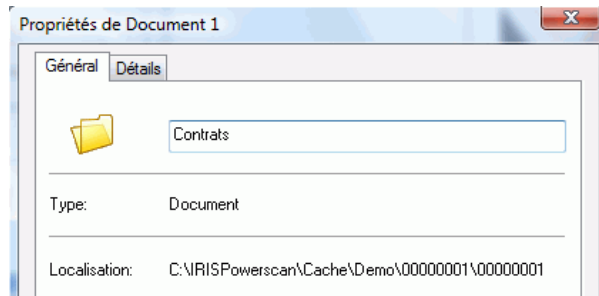 Propriétés de Document 1
Général Détails
Contrats
Type: Document
Localisation: C:\IRISPowerscan\Cache\Demo\00000001\00000001